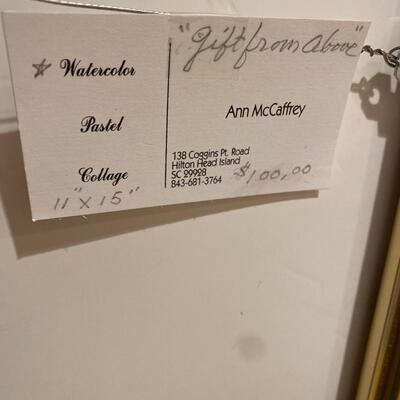 "Gift from above"
☆ Watercolor
Pastel
Collage
11" x 15"
Ann McCaffrey
138 Coggins Pt. Road
Hilton Head Island
SC 29928
843-681-3764
$100.00